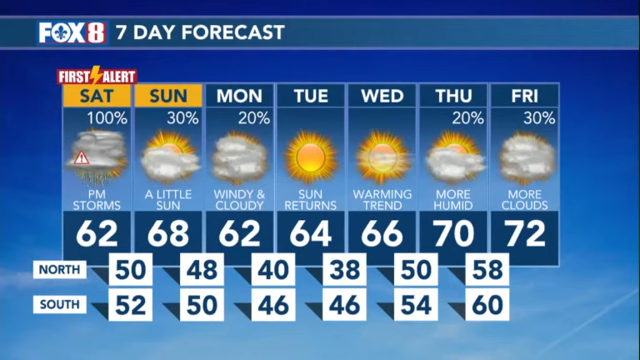 FOX 8 7 DAY FORECAST
FIRST ALERT
SAT SUN MON TUE WED THU FRI
100% 30% 20% 20% 30%
PM STORMS
A LITTLE SUN
WINDY & CLOUDY
SUN RETURNS
WARMING TREND
MORE HUMID
MORE CLOUDS
62 68 62 64 66 70 72
NORTH 50 48 40 38 50 58
SOUTH 52 50 46 46 54 60